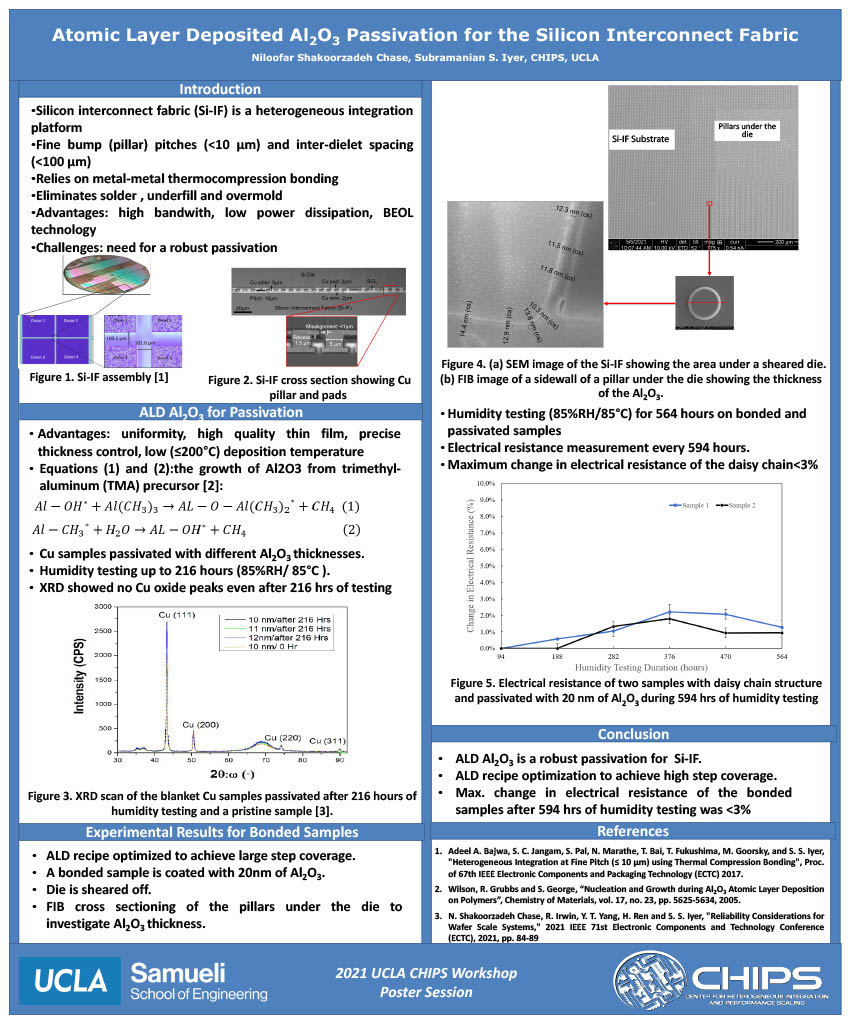 Atomic Layer Deposited Al2O3 Passivation for the Silicon Interconnect Fabric
Niloofar Shakoorzadeh Chase, Subramanian S. Iyer, CHIPS, UCLA
Introduction
•Silicon interconnect fabric (Si-IF) is a heterogeneous integration
platform
•Fine bump (pillar) pitches (<10 µm) and inter-dielet spacing
(<100 µm)
•Relies on metal-metal thermocompression bonding
•Eliminates solder , underfill and overmold
•Advantages: high bandwith, low power dissipation, BEOL
technology
•Challenges: need for a robust passivation
Dielet 1
Dielet 2
Dielet 3
Dielet 4
Dielet 1
100.2 µm
101.6 µm
Figure 1. Si-IF assembly [1]
Si Die
Cu pillar: 5µm
Cu pad: 5µm
SiO2
20µm
Pitch: 10µm
Cu wire: 2µm
Silicon Interconnect Fabric (Si-IF)
Misalignment: <1µm
Recess
1.5 µm
5 µm
Figure 2. Si-IF cross section showing Cu
pillar and pads
ALD Al2O3 for Passivation
• Advantages: uniformity, high quality thin film, precise
thickness control, low (≤200°C) deposition temperature
• Equations (1) and (2):the growth of Al2O3 from trimethyl-
aluminum (TMA) precursor [2]:
Al − OH* + Al(CH3)3 → AL − O − Al(CH3)2* + CH4 (1)
Al − CH3* + H2O → AL − OH* + CH4 (2)
• Cu samples passivated with different Al2O3 thicknesses.
• Humidity testing up to 216 hours (85%RH/ 85°C ).
• XRD showed no Cu oxide peaks even after 216 hrs of testing
Intensity (CPS)
3000
2500
2000
1500
1000
500
0
Cu (111)
Cu (200)
Cu (220)
Cu (311)
10 nm/after 216 Hrs
11 nm/after 216 Hrs
12nm/after 216 Hrs
10 nm/ 0 Hr
30 40 50 60 70 80 90
2θ:ω (◦)
Figure 3. XRD scan of the blanket Cu samples passivated after 216 hours of
humidity testing and a pristine sample [3].
Experimental Results for Bonded Samples
• ALD recipe optimized to achieve large step coverage.
• A bonded sample is coated with 20nm of Al2O3.
• Die is sheared off.
• FIB cross sectioning of the pillars under the die to
investigate Al2O3 thickness.
Si-IF Substrate
Pillars under the
die
5/5/2021 HV det tilt mag curr
10:07:44 AM 10.00 kV ETD 52 ° 175 x 0.54 nA
200 µm
12.3 nm (cs)
11.5 nm (cs)
11.8 nm (cs)
10.5 nm (cs)
13.6 nm (cs)
12.9 nm (cs)
14.4 nm (cs)
Figure 4. (a) SEM image of the Si-IF showing the area under a sheared die.
(b) FIB image of a sidewall of a pillar under the die showing the thickness
of the Al2O3.
• Humidity testing (85%RH/85°C) for 564 hours on bonded and
passivated samples
• Electrical resistance measurement every 594 hours.
• Maximum change in electrical resistance of the daisy chain<3%
Change in Electrical Resistance (%)
10.0%
9.0%
8.0%
7.0%
6.0%
5.0%
4.0%
3.0%
2.0%
1.0%
0.0%
Sample 1
Sample 2
94 188 282 376 470 564
Humidity Testing Duration (hours)
Figure 5. Electrical resistance of two samples with daisy chain structure
and passivated with 20 nm of Al2O3 during 594 hrs of humidity testing
Conclusion
• ALD Al2O3 is a robust passivation for Si-IF.
• ALD recipe optimization to achieve high step coverage.
• Max. change in electrical resistance of the bonded
samples after 594 hrs of humidity testing was <3%
References
1. Adeel A. Bajwa, S. C. Jangam, S. Pal, N. Marathe, T. Bai, T. Fukushima, M. Goorsky, and S. S. Iyer,
"Heterogeneous Integration at Fine Pitch (≤ 10 µm) using Thermal Compression Bonding", Proc.
of 67th IEEE Electronic Components and Packaging Technology (ECTC) 2017.
2. Wilson, R. Grubbs and S. George, “Nucleation and Growth during Al2O3 Atomic Layer Deposition
on Polymers”, Chemistry of Materials, vol. 17, no. 23, pp. 5625-5634, 2005.
3. N. Shakoorzadeh Chase, R. Irwin, Y. T. Yang, H. Ren and S. S. Iyer, "Reliability Considerations for
Wafer Scale Systems," 2021 IEEE 71st Electronic Components and Technology Conference
(ECTC), 2021, pp. 84-89
UCLA
Samueli
School of Engineering
2021 UCLA CHIPS Workshop
Poster Session
CHIPS
CENTER FOR HETEROGENEOUS INTEGRATION
AND PERFORMANCE SCALING